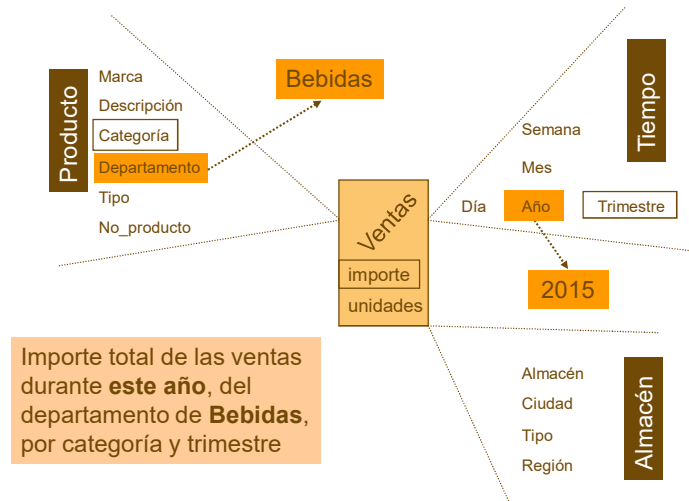 Producto
Marca
Descripción
Categoría
Departamento
Tipo
No_producto
Bebidas
Tiempo
Semana
Mes
Día
Año
Trimestre
2015
Ventas
importe
unidades
Importe total de las ventas
durante este año, del
departamento de Bebidas,
por categoría y trimestre
Almacén
Ciudad
Tipo
Región
Almacén